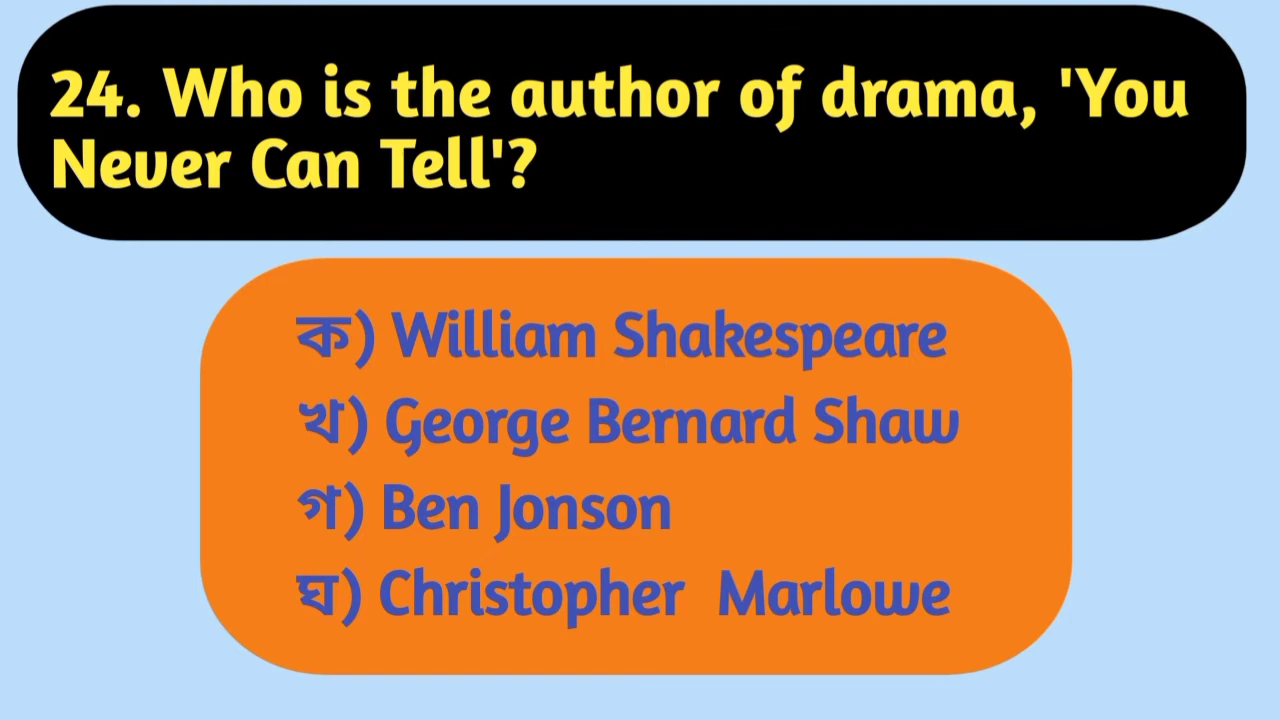 24. Who is the author of drama, 'You
Never Can Tell'?
ক) William Shakespeare
খ) George Bernard Shaw
গ) Ben Jonson
ঘ) Christopher Marlowe